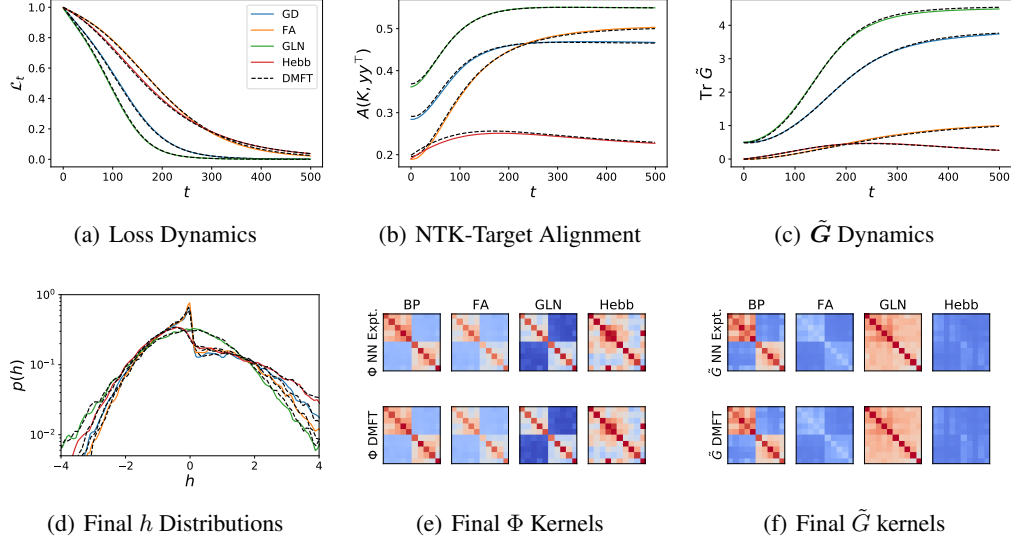 1.0
0.8
0.6
0.4
0.2
0.0
ℒₜ
GD
FA
GLN
Hebb
DMFT
0 100 200 300 400 500
t
(a) Loss Dynamics
0.5
0.4
0.3
0.2
A(K, yy⊤)
0 100 200 300 400 500
t
(b) NTK-Target Alignment
4
3
2
1
0
Tr G̃
0 100 200 300 400 500
t
(c) G̃ Dynamics
10⁰
10⁻¹
10⁻²
p(h)
−4 −2 0 2 4
h
(d) Final h Distributions
BP FA GLN Hebb
Φ NN Expt.
Φ DMFT
(e) Final Φ Kernels
BP FA GLN Hebb
G̃ NN Expt.
G̃ DMFT
(f) Final G̃ kernels